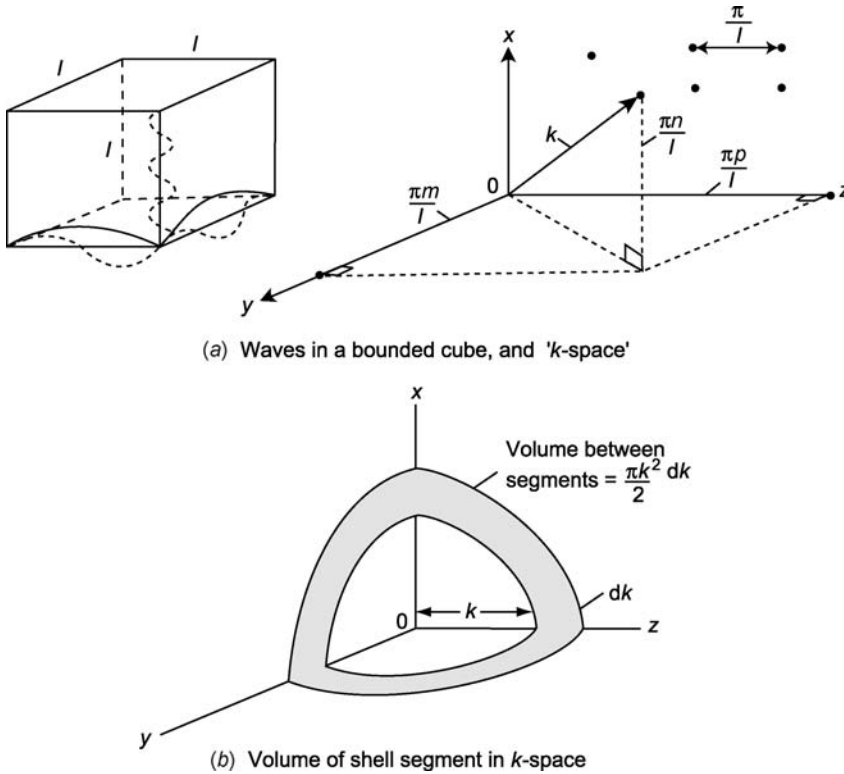 l
l
l
x
π/l
k
πn/l
πp/l
0
z
πm/l
y
(a) Waves in a bounded cube, and 'k-space'
x
Volume between
segments = πk²/2 dk
dk
k
0
z
y
(b) Volume of shell segment in k-space